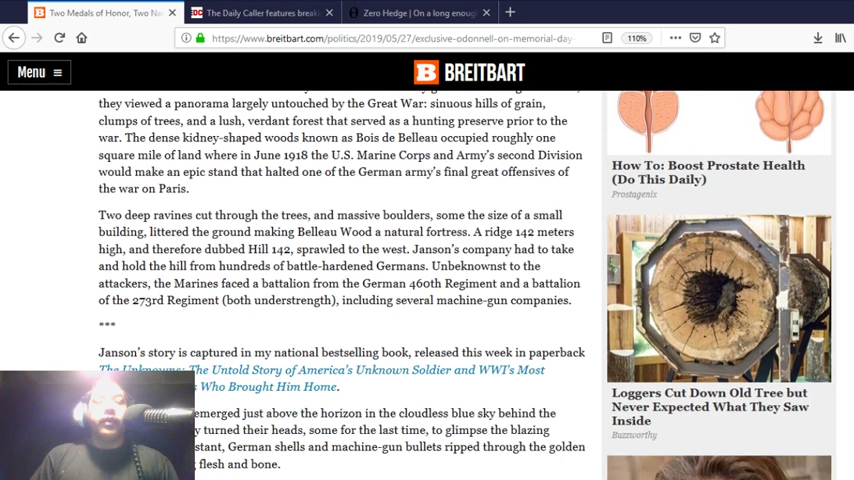 Two Medals of Honor, Two Na
The Daily Caller features break
Zero Hedge | On a long enoug
https://www.breitbart.com/politics/2019/05/27/exclusive-odonnell-on-memorial-day
110%
Menu
BREITBART
they viewed a panorama largely untouched by the Great War: sinuous hills of grain,
clumps of trees, and a lush, verdant forest that served as a hunting preserve prior to the
war. The dense kidney-shaped woods known as Bois de Belleau occupied roughly one
square mile of land where in June 1918 the U.S. Marine Corps and Army's second Division
would make an epic stand that halted one of the German army's final great offensives of
the war on Paris.
Two deep ravines cut through the trees, and massive boulders, some the size of a small
building, littered the ground making Belleau Wood a natural fortress. A ridge 142 meters
high, and therefore dubbed Hill 142, sprawled to the west. Janson's company had to take
and hold the hill from hundreds of battle-hardened Germans. Unbeknownst to the
attackers, the Marines faced a battalion from the German 460th Regiment and a battalion
of the 273rd Regiment (both understrength), including several machine-gun companies.
***
Janson's story is captured in my national bestselling book, released this week in paperback
The Unknowns: The Untold Story of America's Unknown Soldier and WWI's Most
Who Brought Him Home.
emerged just above the horizon in the cloudless blue sky behind the
turned their heads, some for the last time, to glimpse the blazing
German shells and machine-gun bullets ripped through the golden
flesh and bone.
How To: Boost Prostate Health
(Do This Daily)
Prostagenix
Loggers Cut Down Old Tree but
Never Expected What They Saw
Inside
Buzzworthy